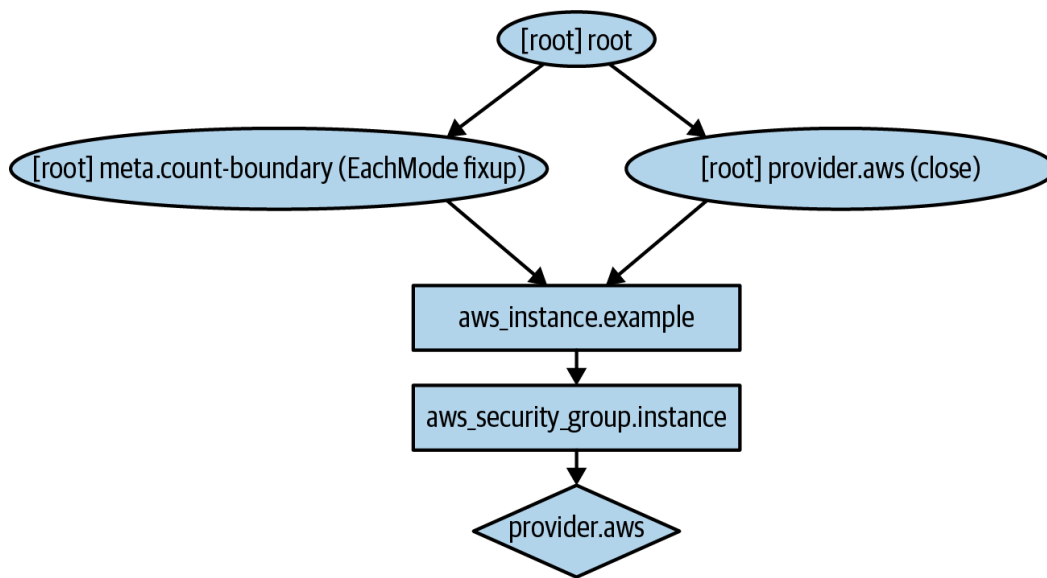 [root] root
[root] meta.count-boundary (EachMode fixup)
[root] provider.aws (close)
aws_instance.example
aws_security_group.instance
provider.aws